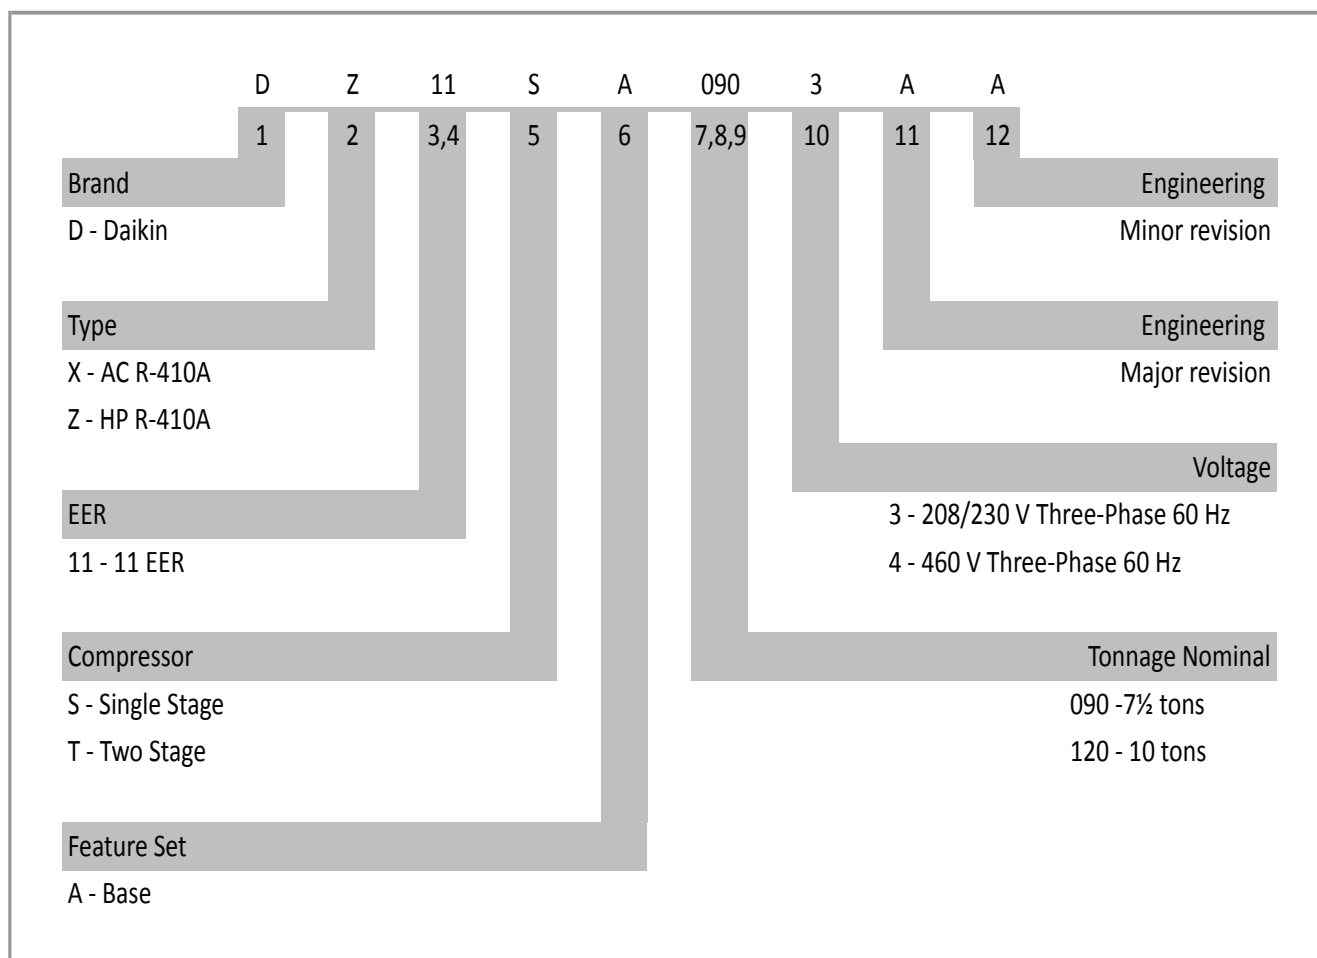 D Z 11 S A 090 3 A A
1 2 3,4 5 6 7,8,9 10 11 12
Brand Engineering
D - Daikin Minor revision
Type Engineering
X - AC R-410A Major revision
Z - HP R-410A
Voltage
EER
3 - 208/230 V Three-Phase 60 Hz
11 - 11 EER
4 - 460 V Three-Phase 60 Hz
Compressor Tonnage Nominal
S - Single Stage 090 -7½ tons
T - Two Stage 120 - 10 tons
Feature Set
A - Base